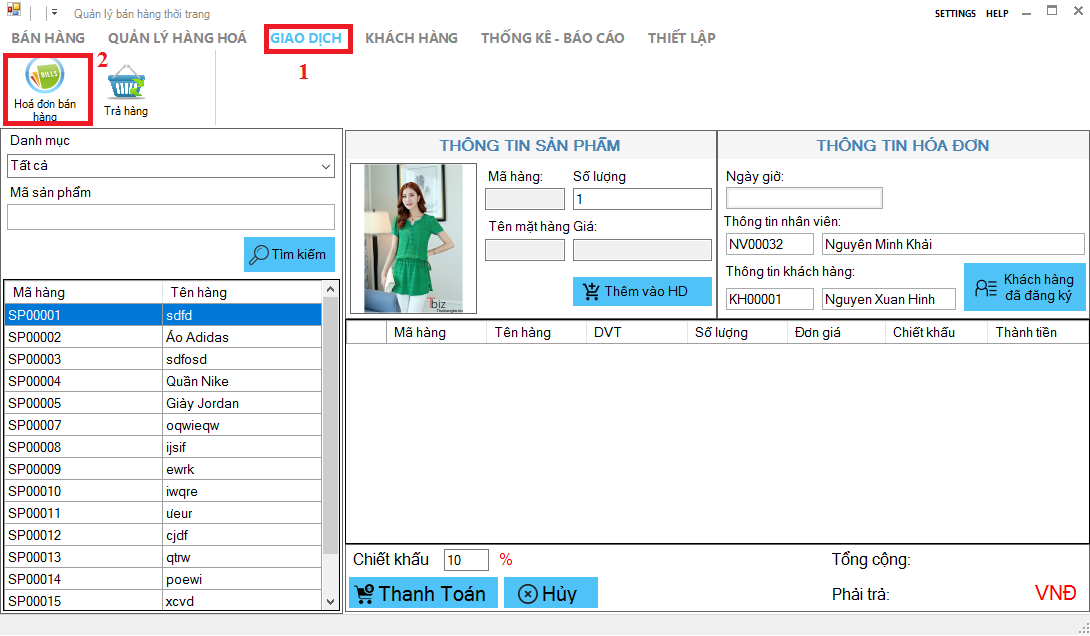 Quản lý bán hàng thời trang
SETTINGS HELP
BÁN HÀNG QUẢN LÝ HÀNG HOÁ GIAO DỊCH KHÁCH HÀNG THỐNG KÊ - BÁO CÁO THIẾT LẬP
1
2
BILLS
Hoá đơn bán
hàng
Trả hàng
Danh mục
Tất cả
Mã sản phẩm
Tìm kiếm
Mã hàng Tên hàng
SP00001 sdfd
SP00002 Áo Adidas
SP00003 sdfosd
SP00004 Quần Nike
SP00005 Giày Jordan
SP00007 oqwieqw
SP00008 ijsif
SP00009 ewrk
SP00010 iwqre
SP00011 ưeur
SP00012 cjdf
SP00013 qtrw
SP00014 poewi
SP00015 xcvd
THÔNG TIN SẢN PHẨM
Tbiz
Mã hàng: Số lượng
1
Tên mặt hàng Giá:
Thêm vào HD
THÔNG TIN HÓA ĐƠN
Ngày giờ:
Thông tin nhân viên:
NV00032 Nguyên Minh Khải
Thông tin khách hàng:
KH00001 Nguyen Xuan Hinh
Khách hàng
đã đăng ký
Mã hàng Tên hàng DVT Số lượng Đơn giá Chiết khấu Thành tiền
Chiết khấu 10 %
Tổng cộng:
Thanh Toán Hủy
Phải trả: VNĐ